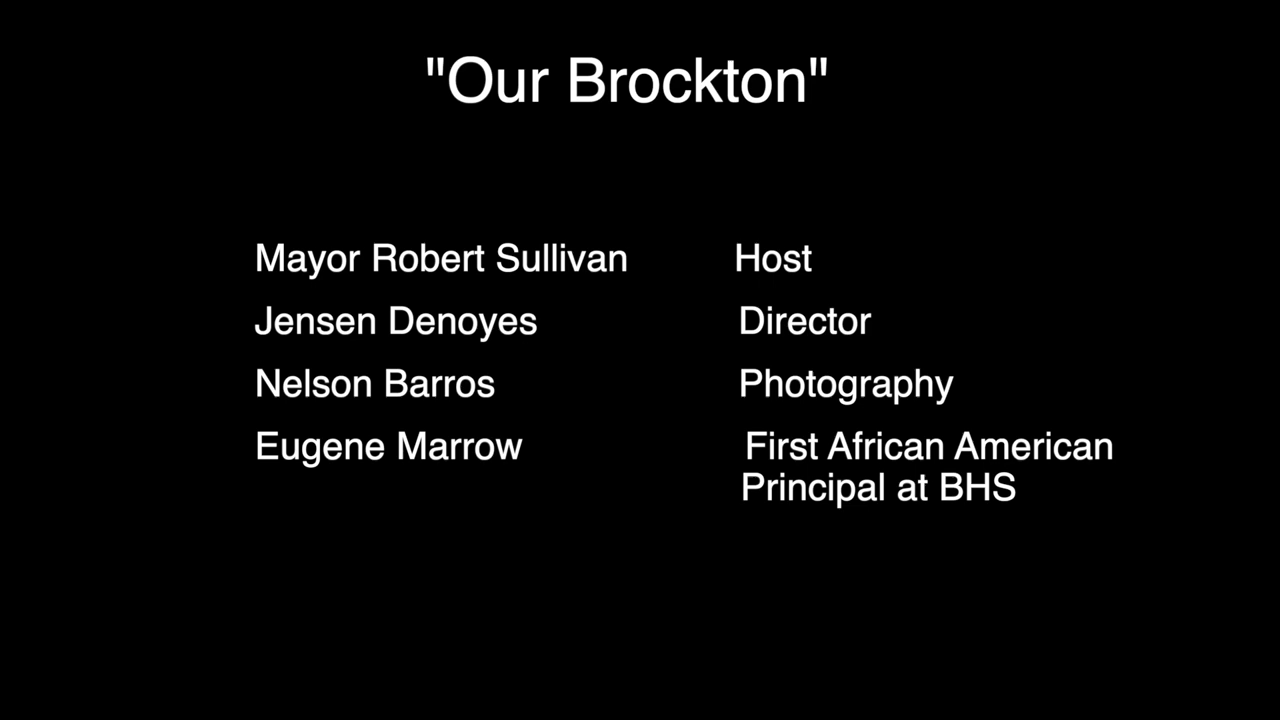 "Our Brockton"
Mayor Robert Sullivan Host
Jensen Denoyes Director
Nelson Barros Photography
Eugene Marrow First African American
Principal at BHS